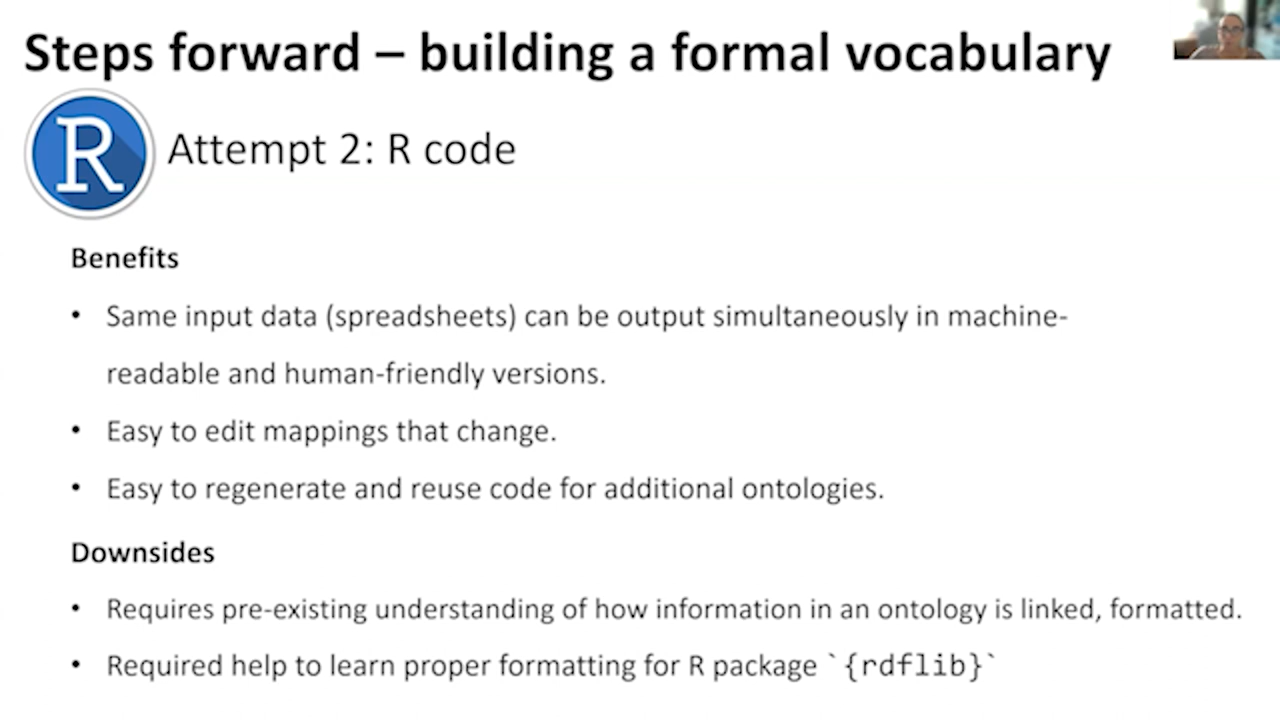 Steps forward – building a formal vocabulary
R
Attempt 2: R code
Benefits
• Same input data (spreadsheets) can be output simultaneously in machine-
readable and human-friendly versions.
• Easy to edit mappings that change.
• Easy to regenerate and reuse code for additional ontologies.
Downsides
• Requires pre-existing understanding of how information in an ontology is linked, formatted.
• Required help to learn proper formatting for R package `{rdflib}`